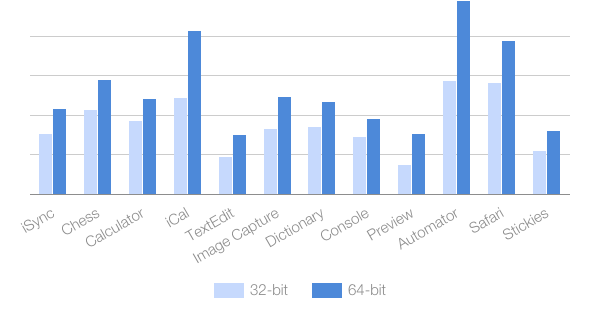 iSync
Chess
Calculator
iCal
TextEdit
Image Capture
Dictionary
Console
Preview
Automator
Safari
Stickies
32-bit 64-bit